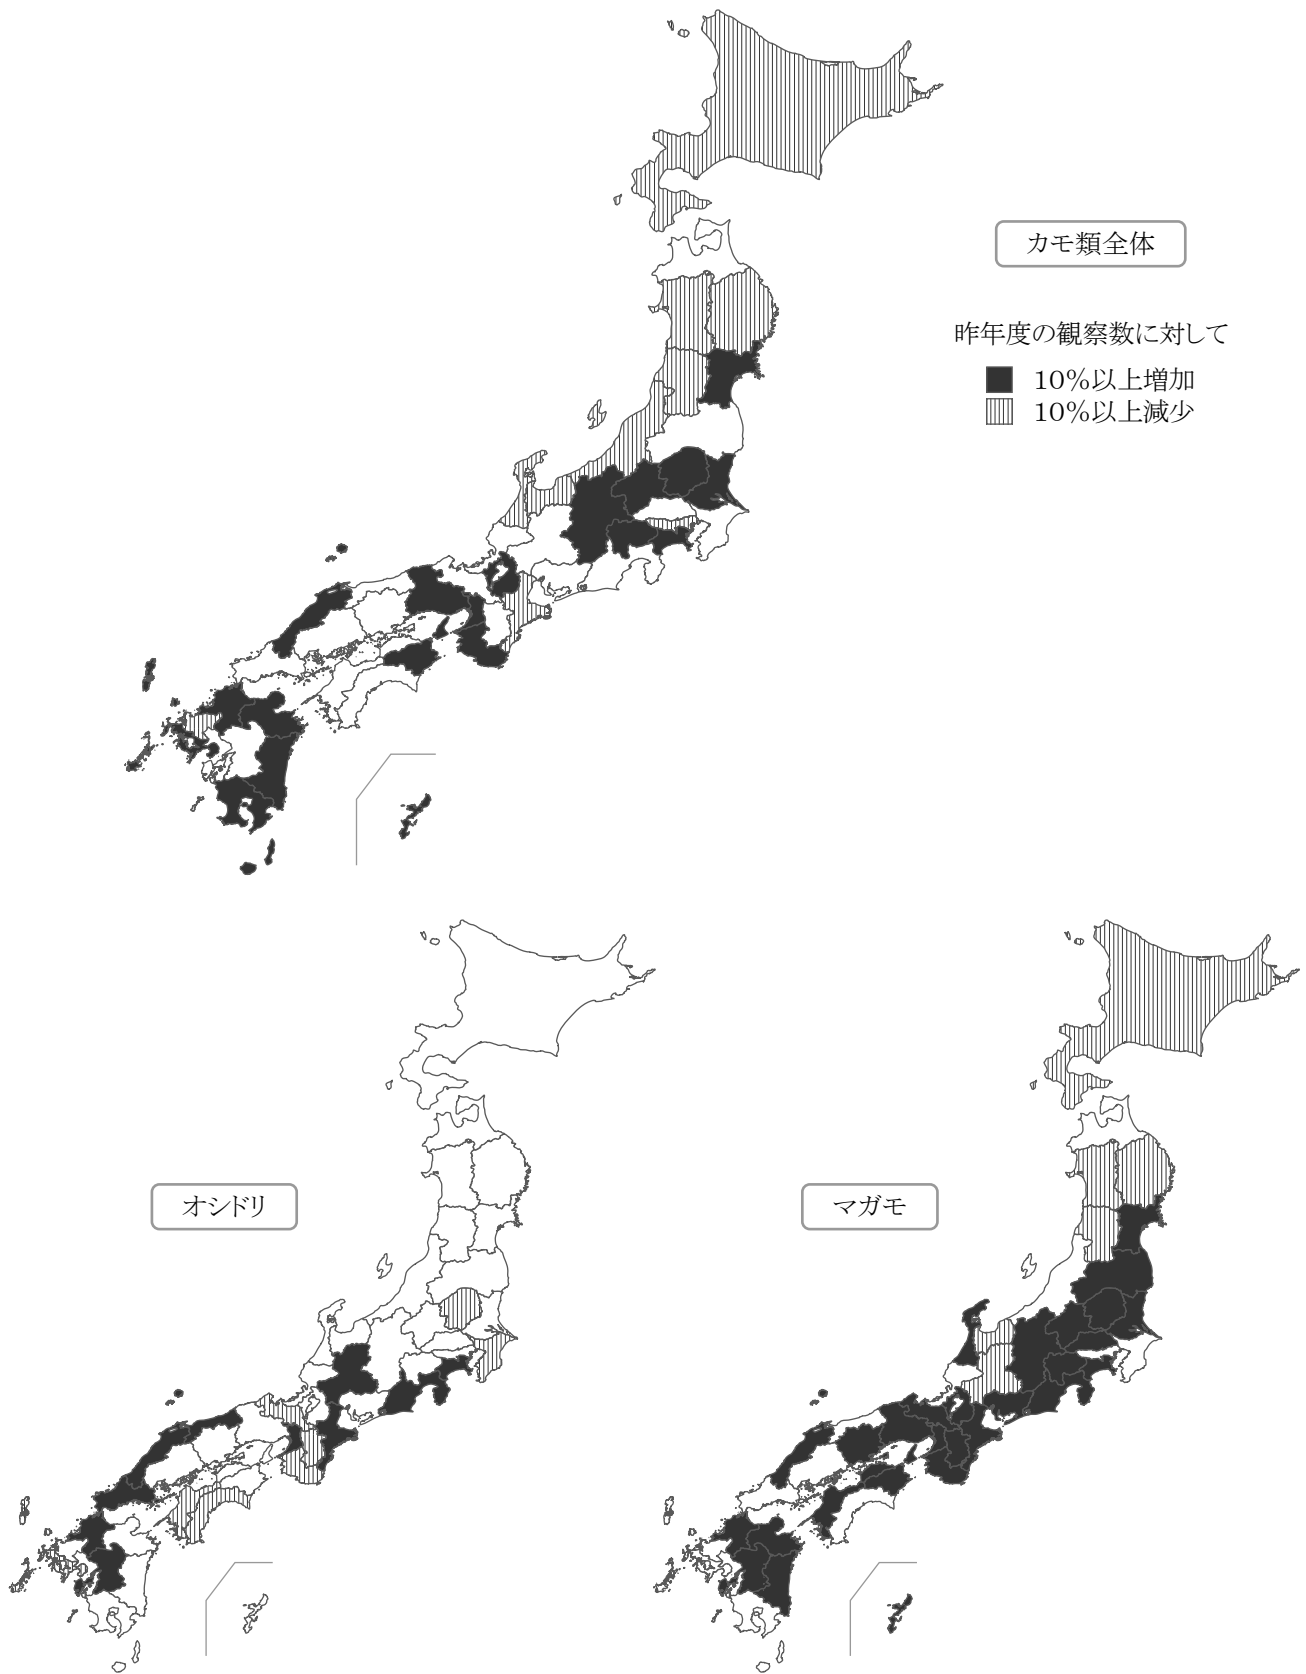 カモ類全体
昨年度の観察数に対して
10%以上増加
10%以上減少
オシドリ
マガモ